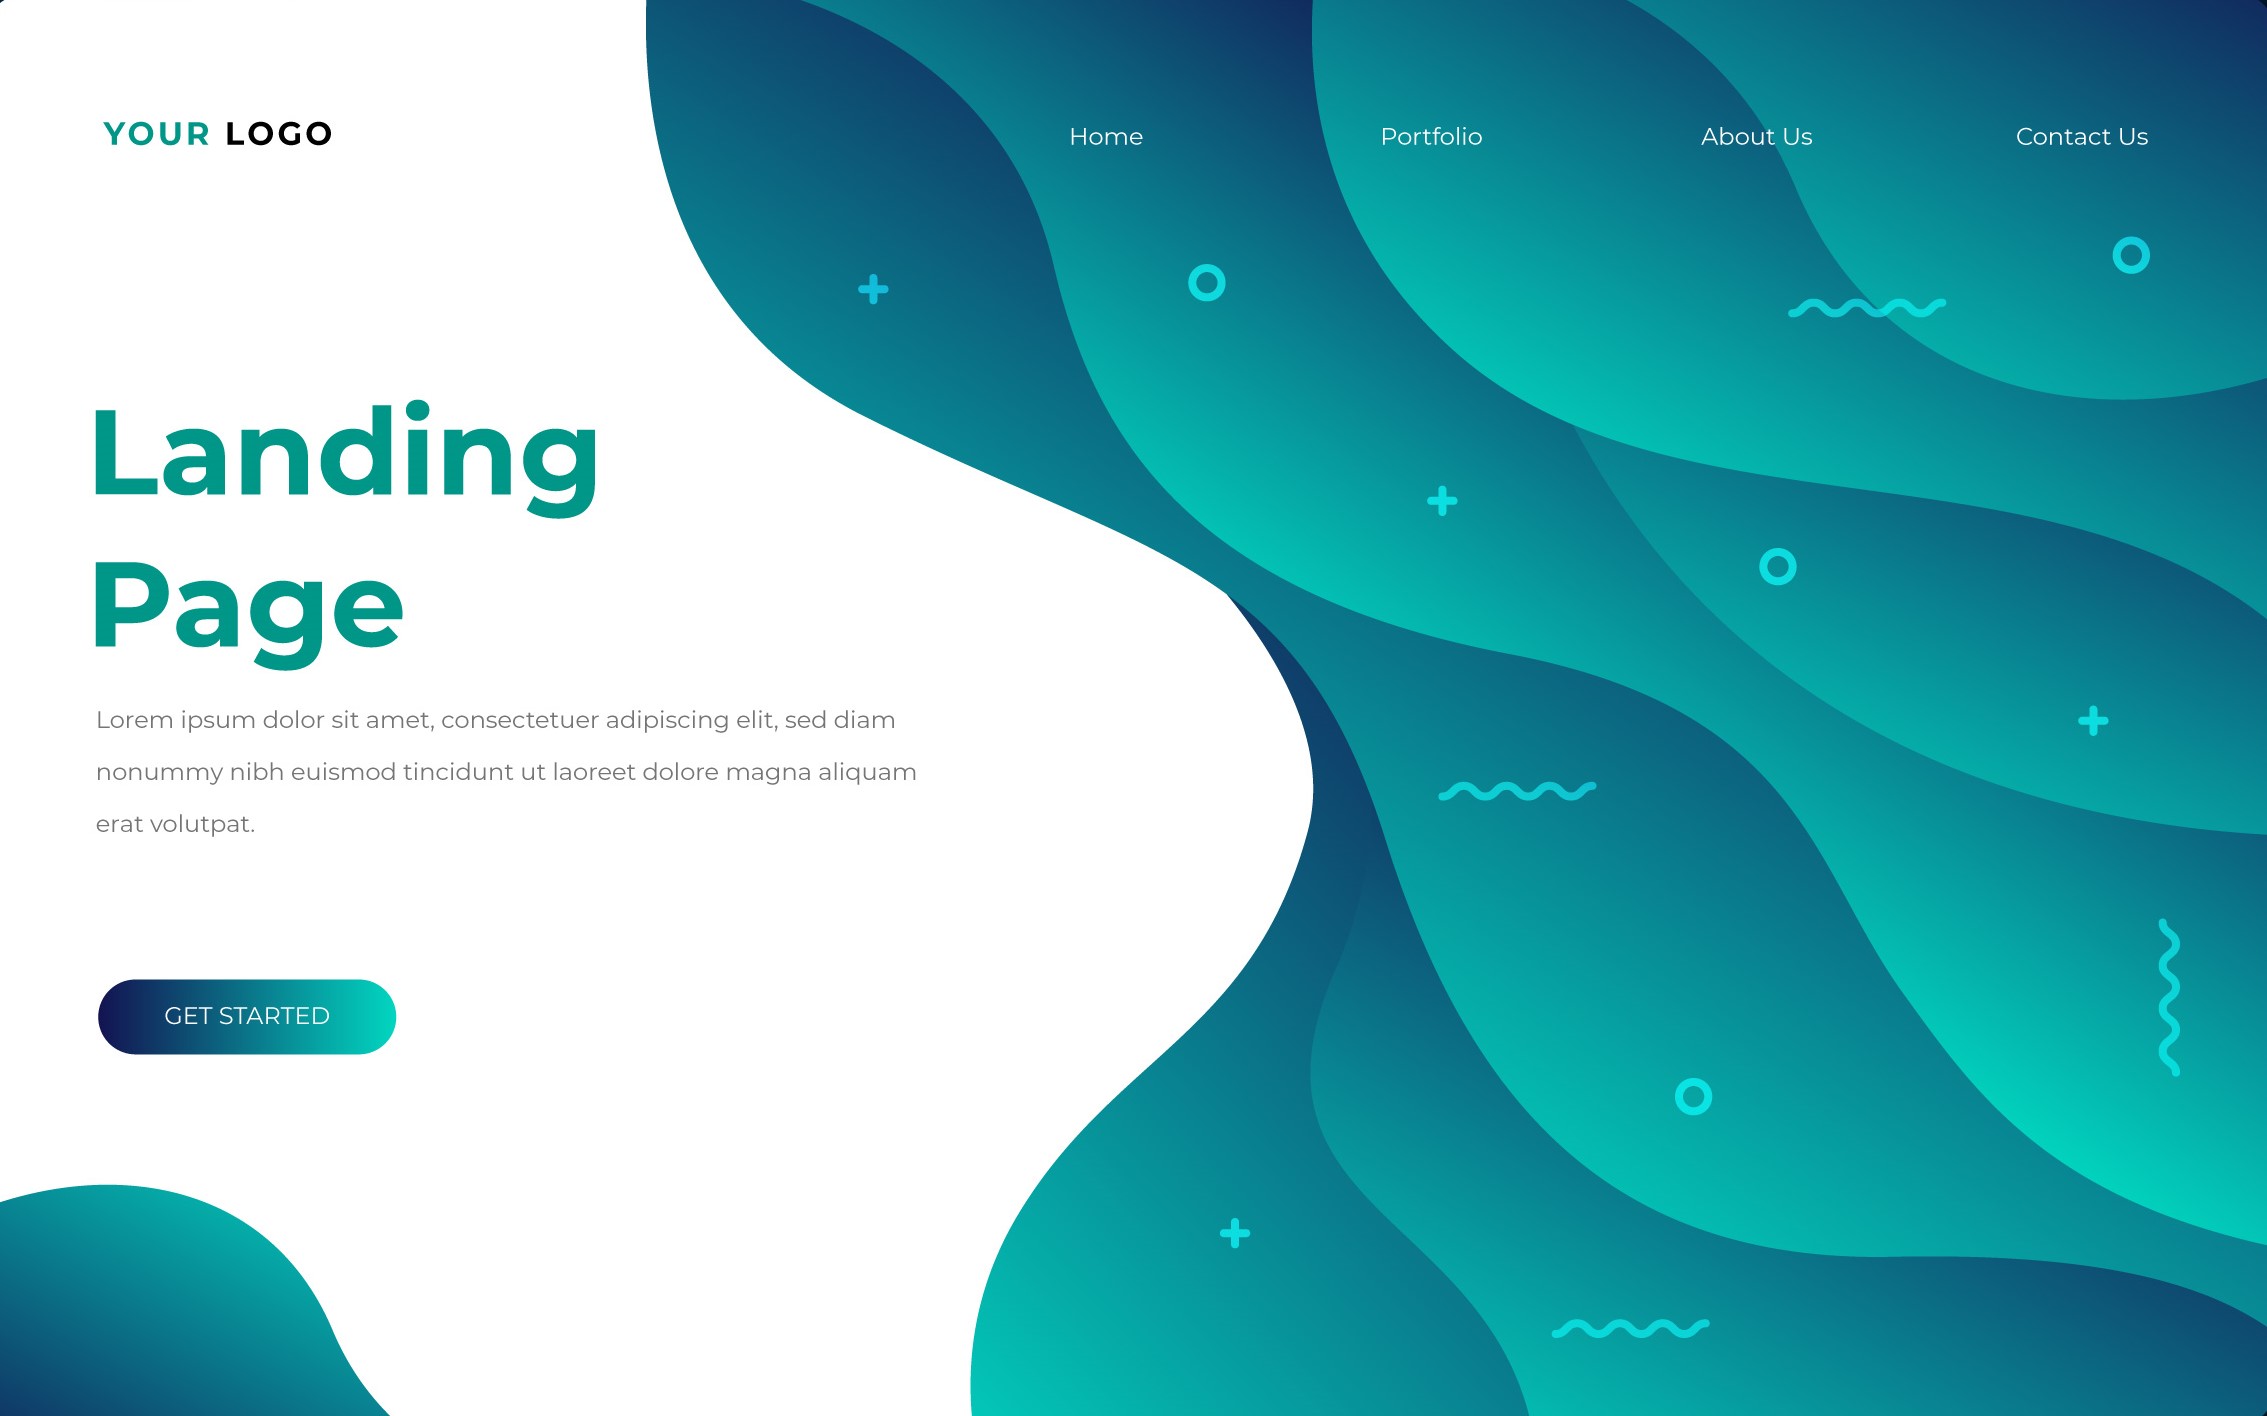 YOUR LOGO
Home
Portfolio
About Us
Contact Us
Landing
Page
Lorem ipsum dolor sit amet, consectetuer adipiscing elit, sed diam
nonummy nibh euismod tincidunt ut laoreet dolore magna aliquam
erat volutpat.
GET STARTED